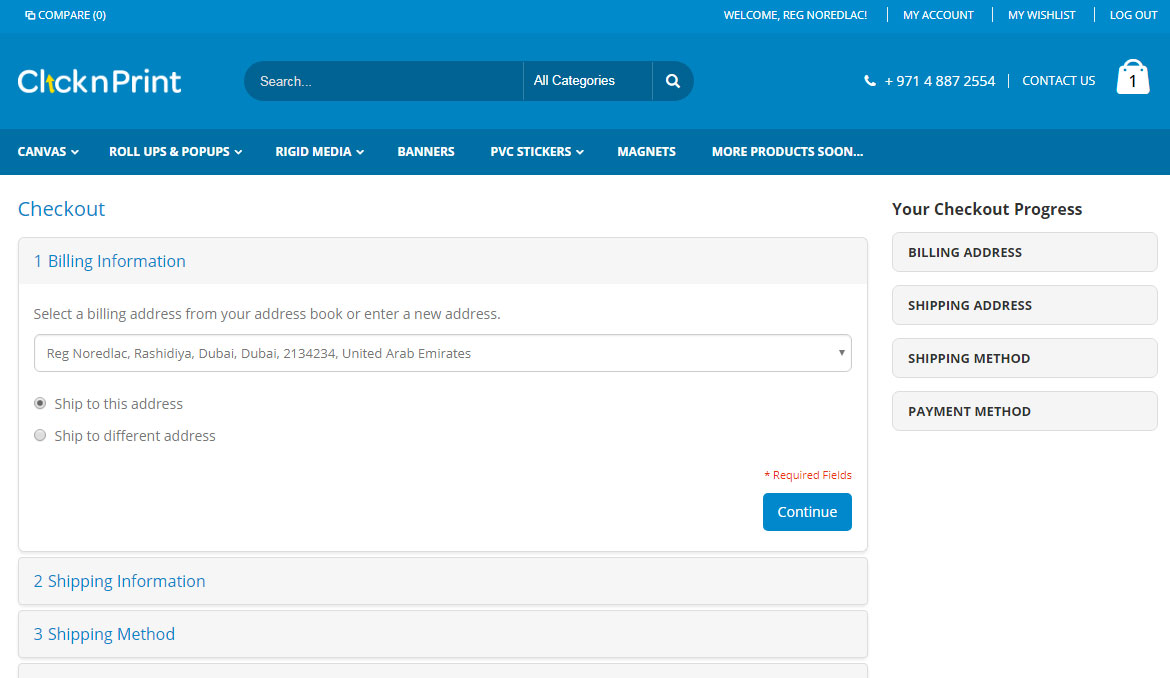 COMPARE (0)
WELCOME, REG NOREDLAC!
MY ACCOUNT
MY WISHLIST
LOG OUT
ClicknPrint
Search...
All Categories
+ 971 4 887 2554
CONTACT US
1
CANVAS
ROLL UPS & POPUPS
RIGID MEDIA
BANNERS
PVC STICKERS
MAGNETS
MORE PRODUCTS SOON...
Checkout
1 Billing Information
Select a billing address from your address book or enter a new address.
Reg Noredlac, Rashidiya, Dubai, Dubai, 2134234, United Arab Emirates
Ship to this address
Ship to different address
* Required Fields
Continue
2 Shipping Information
3 Shipping Method
Your Checkout Progress
BILLING ADDRESS
SHIPPING ADDRESS
SHIPPING METHOD
PAYMENT METHOD